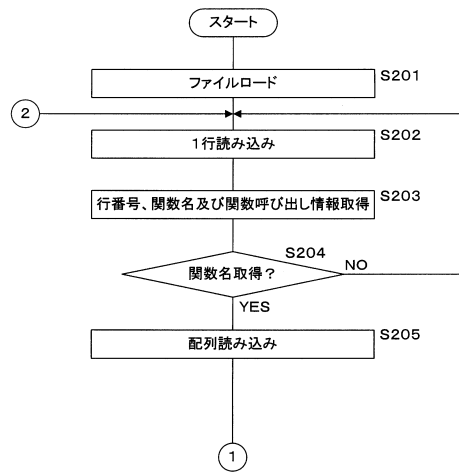 スタート
ファイルロード
S201
2
1行読み込み
S202
行番号、関数名及び関数呼び出し情報取得
S203
S204
関数名取得？
NO
YES
配列読み込み
S205
1